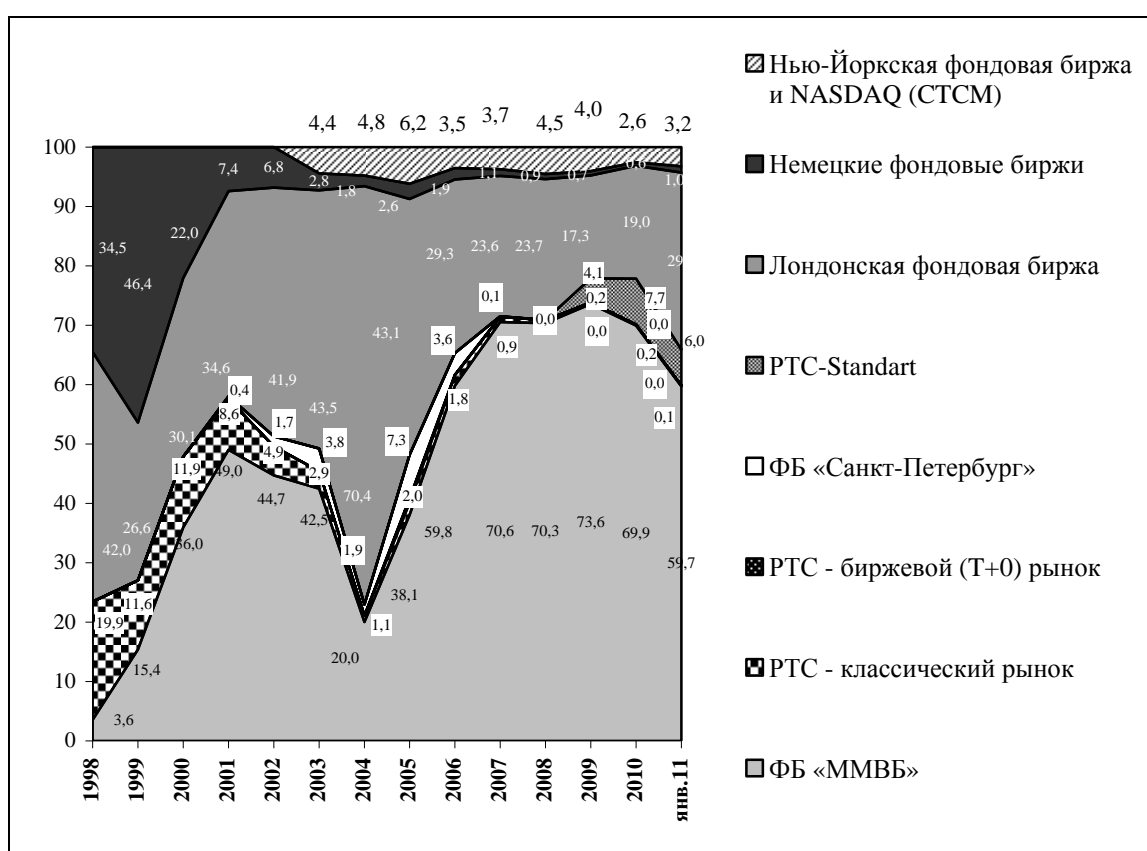 4,4 4,8 6,2 3,5 3,7 4,5 4,0 2,6 3,2
100
90
80
70
60
50
40
30
20
10
0
34,5 46,4 22,0 7,4 6,8 2,8 1,8 2,6 1,9 1,1 0,9 0,7 0,6 1,0
42,0 26,6 30,1 34,6 41,9 43,5 70,4 43,1 29,3 23,6 23,7 17,3 19,0
4,1 7,7 6,0
0,4 1,7 3,8 1,9 7,3 3,6 0,1 0,0 0,2 0,0
0,0 0,2 0,0 0,1
19,9 11,6 11,9 8,6 4,9 2,9 1,1 2,0 1,8 0,9
3,6 15,4 36,0 49,0 44,7 42,5 20,0 38,1 59,8 70,6 70,3 73,6 69,9 59,7
1998 1999 2000 2001 2002 2003 2004 2005 2006 2007 2008 2009 2010 янв.11
Нью-Йоркская фондовая биржа
и NASDAQ (СТСМ)
Немецкие фондовые биржи
Лондонская фондовая биржа
РТС-Standart
ФБ «Санкт-Петербург»
РТС - биржевой (Т+0) рынок
РТС - классический рынок
ФБ «ММВБ»